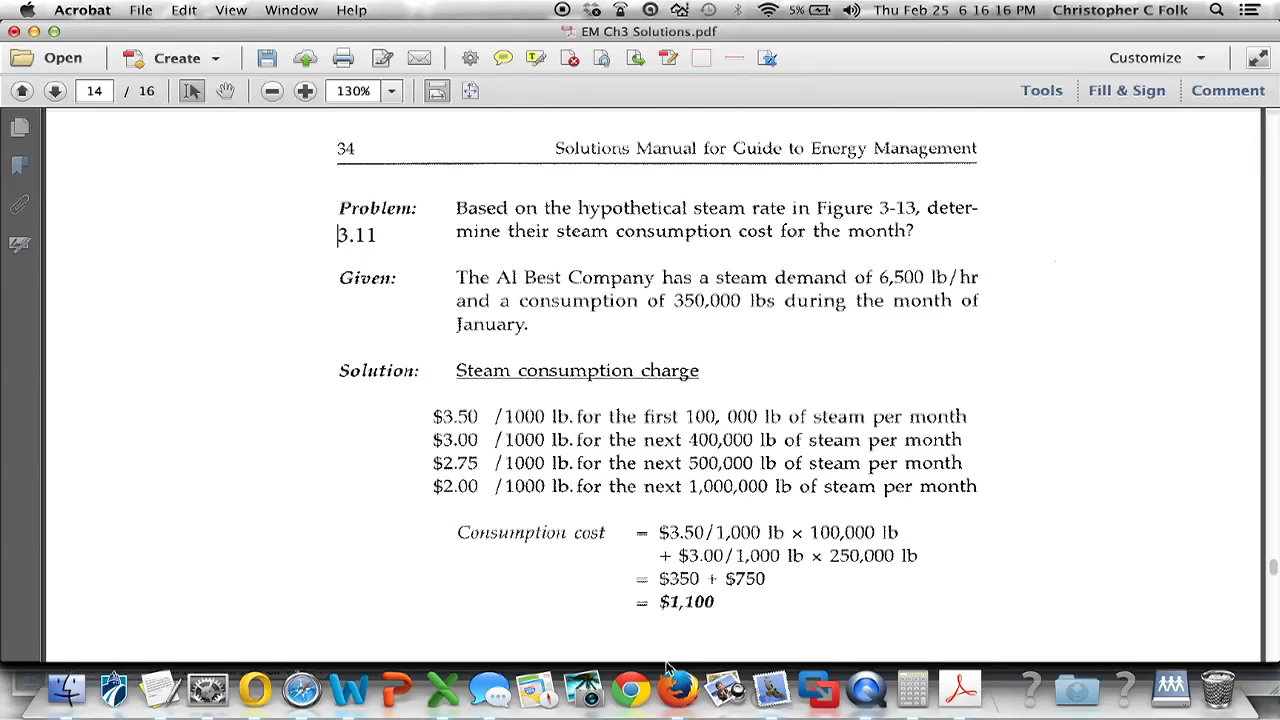 Acrobat File Edit View Window Help 5% Thu Feb 25 6 16 16 PM Christopher C Folk
EM Ch3 Solutions.pdf
Open Create Customize
14 / 16 130% Tools Fill & Sign Comment
34 Solutions Manual for Guide to Energy Management
Problem: Based on the hypothetical steam rate in Figure 3-13, deter-
3.11 mine their steam consumption cost for the month?
Given: The Al Best Company has a steam demand of 6,500 lb/hr
and a consumption of 350,000 lbs during the month of
January.
Solution: Steam consumption charge
$3.50 /1000 lb. for the first 100, 000 lb of steam per month
$3.00 /1000 lb. for the next 400,000 lb of steam per month
$2.75 /1000 lb. for the next 500,000 lb of steam per month
$2.00 /1000 lb. for the next 1,000,000 lb of steam per month
Consumption cost = $3.50/1,000 lb × 100,000 lb
+ $3.00/1,000 lb × 250,000 lb
= $350 + $750
= $1,100